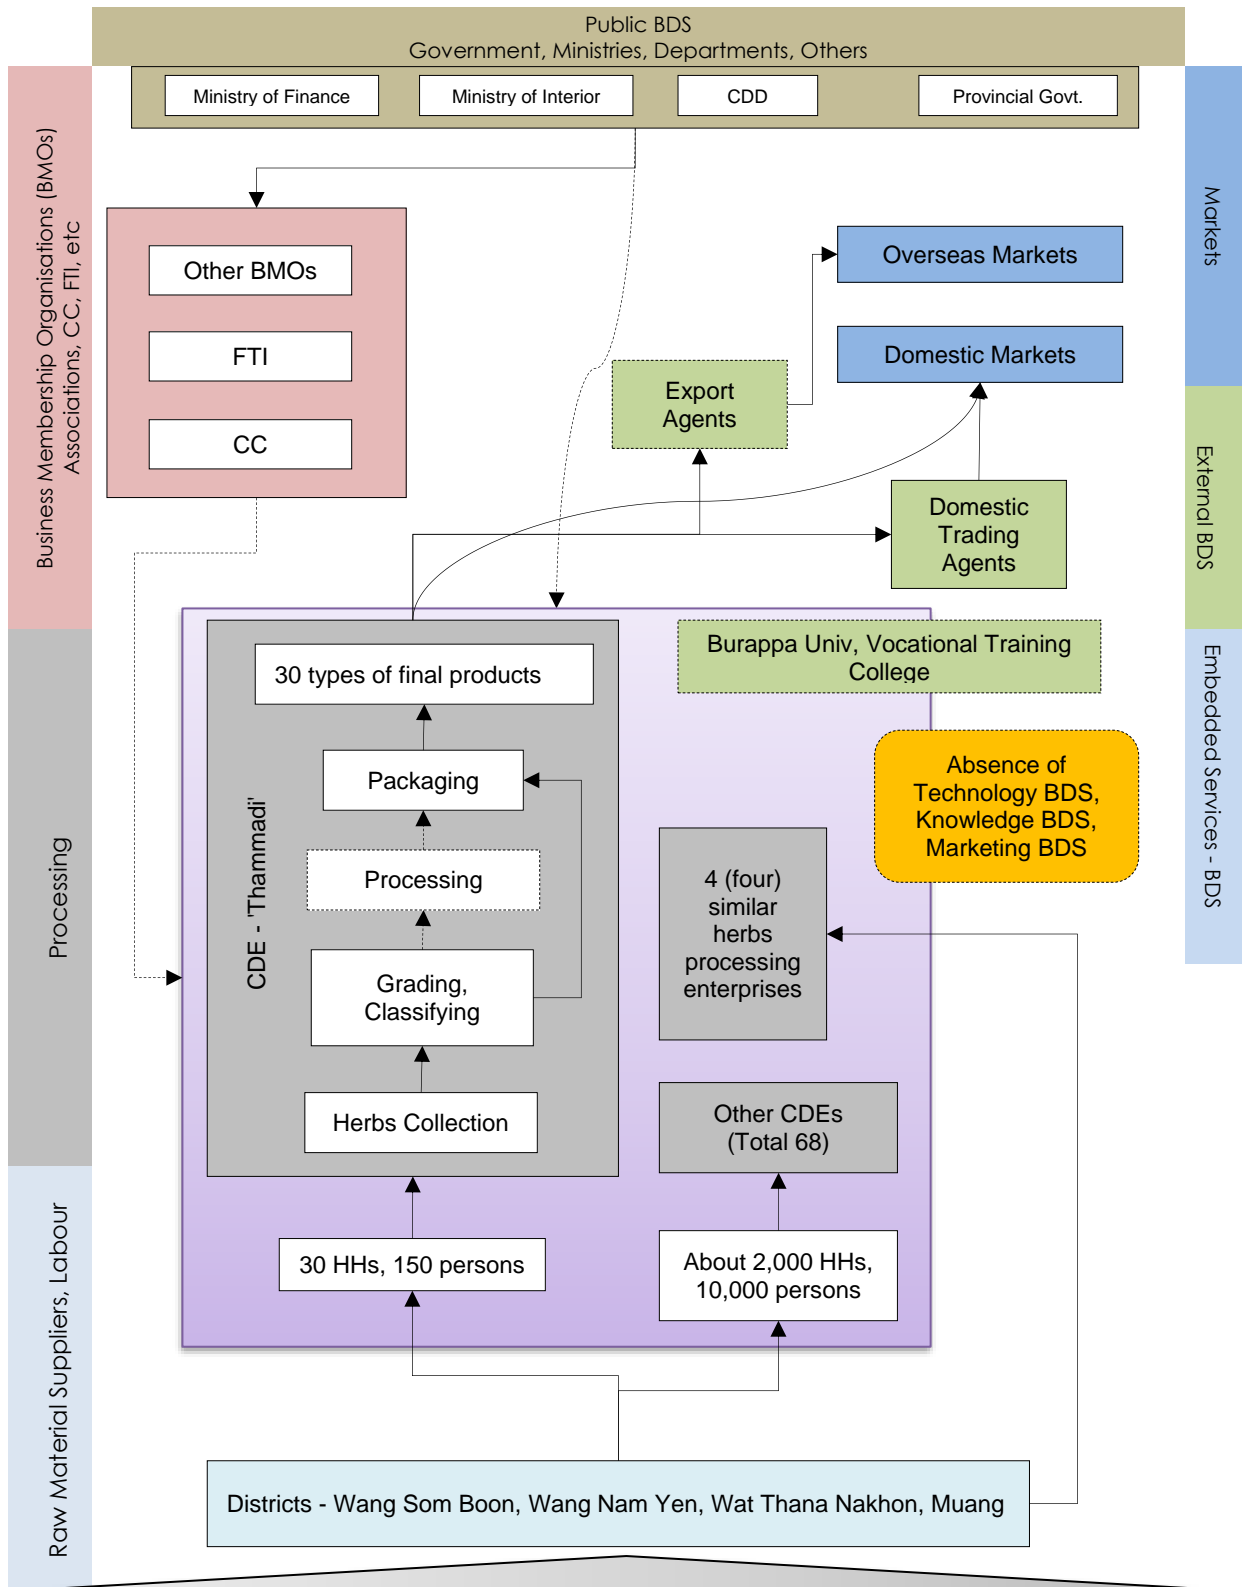 Public BDS
Government, Ministries, Departments, Others
Ministry of Finance
Ministry of Interior
CDD
Provincial Govt.
Business Membership Organisations (BMOs)
Associations, CC, FTI, etc
Other BMOs
FTI
CC
Markets
Overseas Markets
Domestic Markets
Export
Agents
External BDS
Domestic
Trading
Agents
Processing
CDE - 'Thammadi'
30 types of final products
Packaging
Processing
Grading,
Classifying
Herbs Collection
Burappa Univ, Vocational Training
College
Embedded Services - BDS
Absence of
Technology BDS,
Knowledge BDS,
Marketing BDS
4 (four)
similar
herbs
processing
enterprises
Other CDEs
(Total 68)
Raw Material Suppliers, Labour
30 HHs, 150 persons
About 2,000 HHs,
10,000 persons
Districts - Wang Som Boon, Wang Nam Yen, Wat Thana Nakhon, Muang